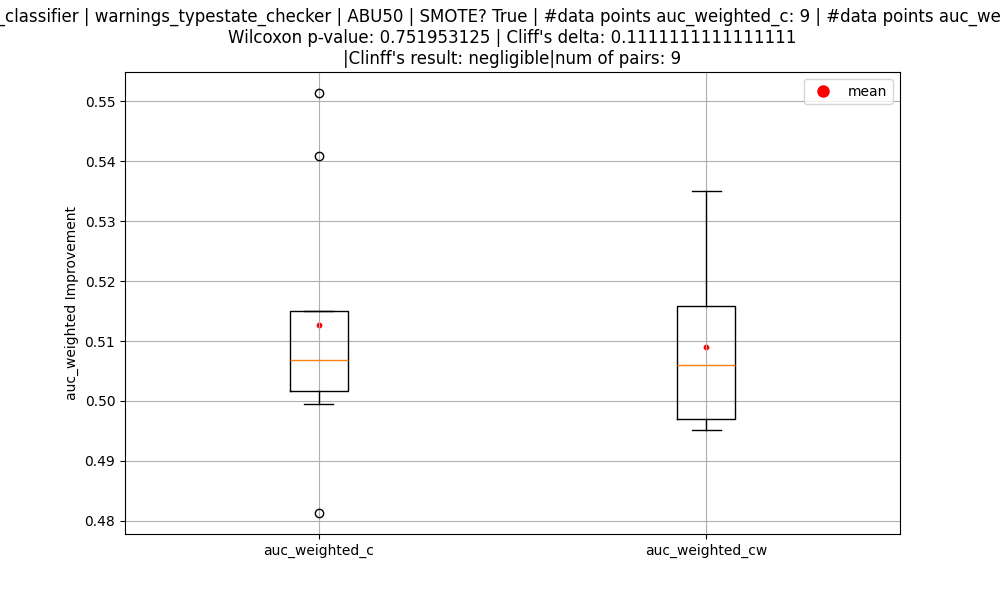 _classifier | warnings_typestate_checker | ABU50 | SMOTE? True | #data points auc_weighted_c: 9 | #data points auc_we
Wilcoxon p-value: 0.751953125 | Cliff's delta: 0.1111111111111111
|Clinff's result: negligible|num of pairs: 9
mean
0.55
0.54
0.53
0.52
0.51
0.50
0.49
0.48
auc_weighted Improvement
auc_weighted_c
auc_weighted_cw